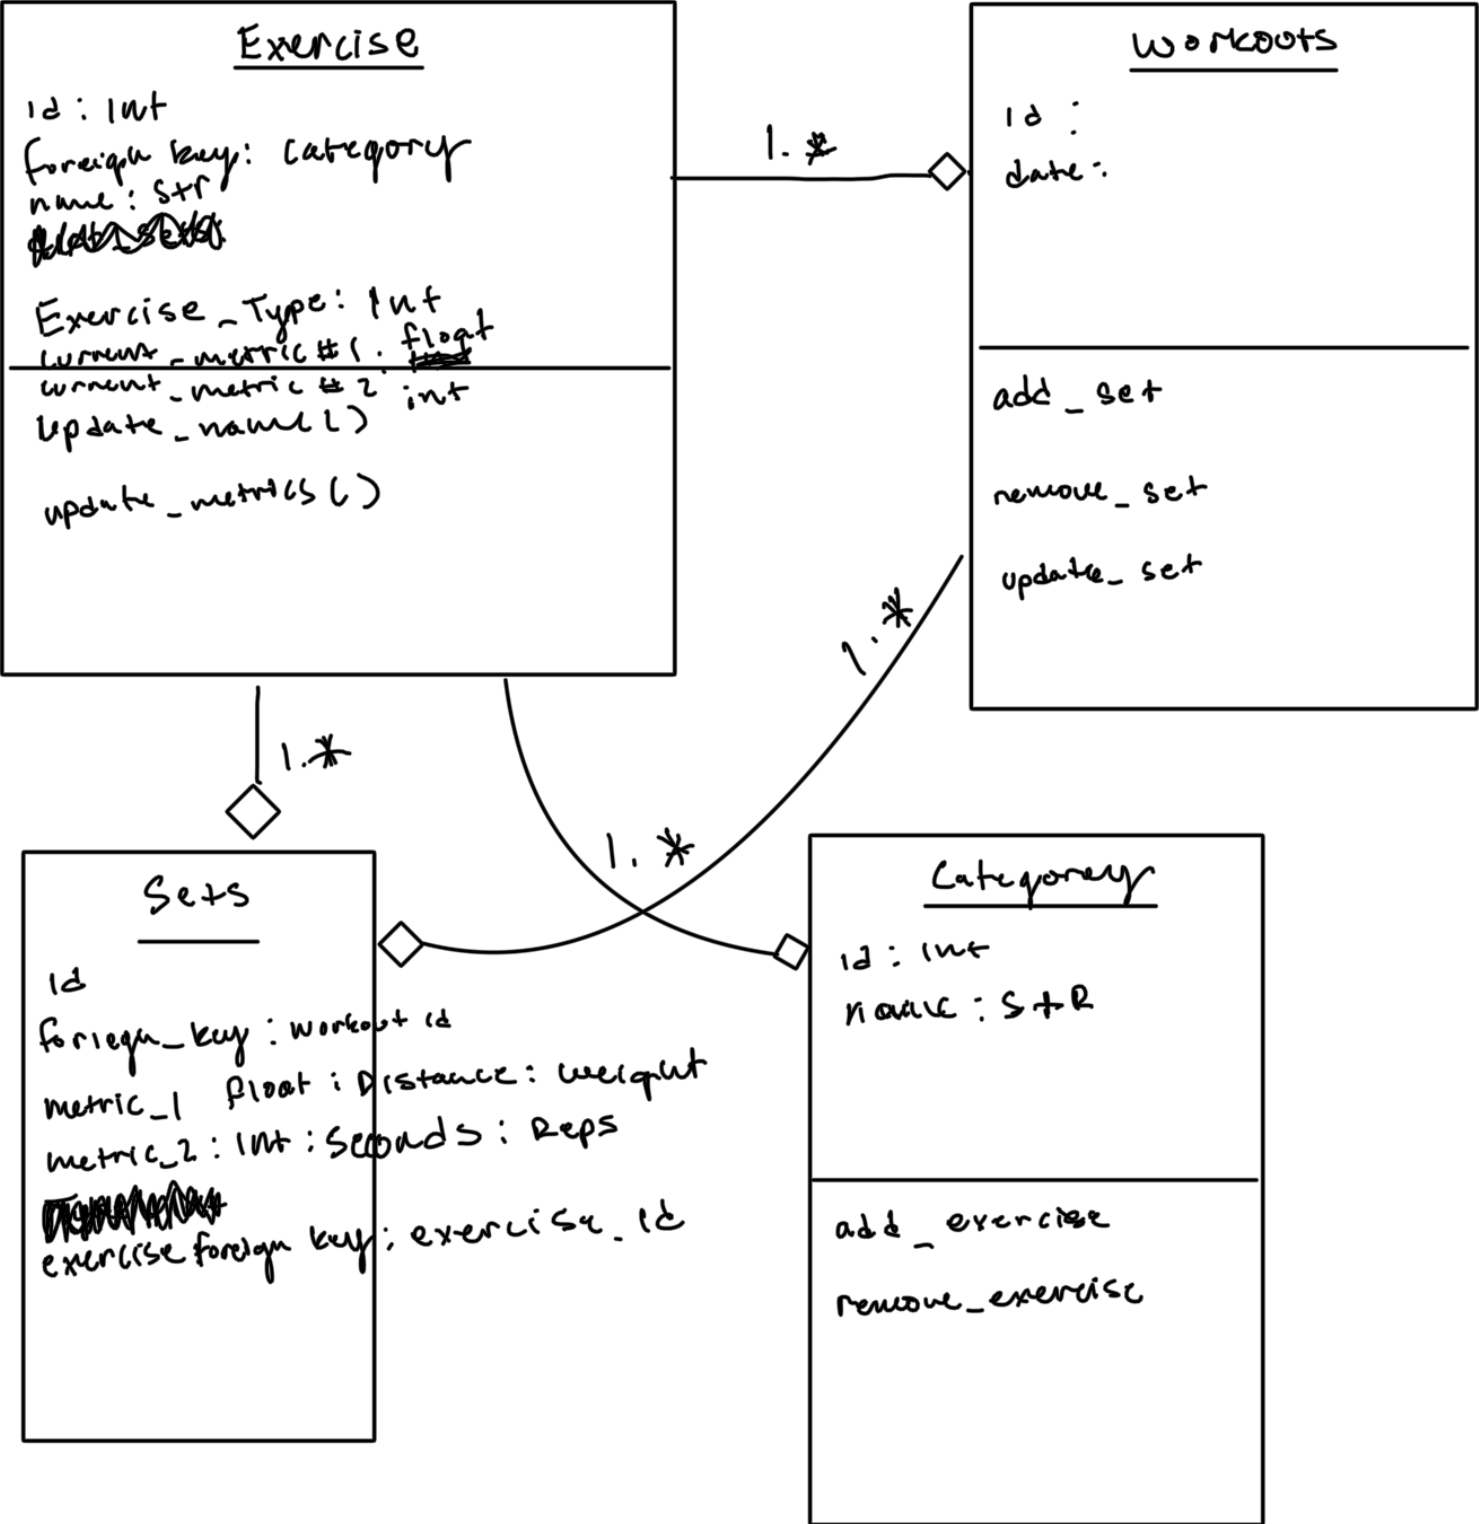 Exercise
id : Int
foreign key: category
name : str
Exercise_Type: Int
current_metric #1 : float
current_metric #2 int
update_name()
update_metrics()
1.*
Workouts
id :
date:
add_set
remove_set
update_set
1.*
1.*
1.*
Sets
id
foriegn_key : workout id
metric_1 float : Distance : weight
metric_2 : Int : Seconds : Reps
exercise foreign key : exercise_id
Category
id : int
name : StR
add_exercise
remove_exercise